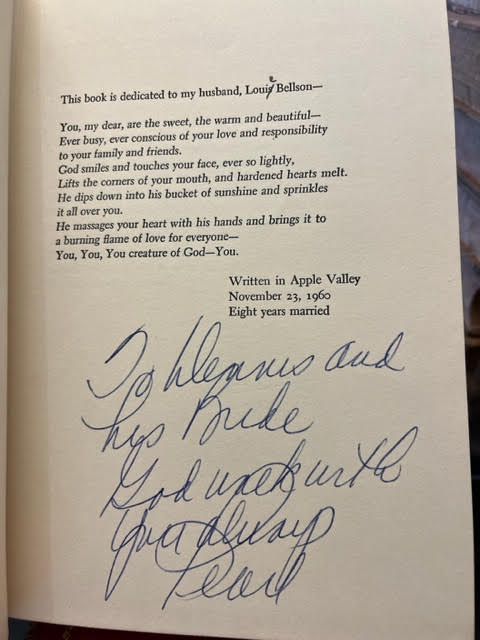 e
This book is dedicated to my husband, Louis Bellson—
You, my dear, are the sweet, the warm and beautiful—
Ever busy, ever conscious of your love and responsibility
to your family and friends.
God smiles and touches your face, ever so lightly,
Lifts the corners of your mouth, and hardened hearts melt.
He dips down into his bucket of sunshine and sprinkles
it all over you.
He massages your heart with his hands and brings it to
a burning flame of love for everyone—
You, You, You creature of God—You.
Written in Apple Valley
November 23, 1960
Eight years married
To Dennis and
his Bride
God walks with
you always
Pearl